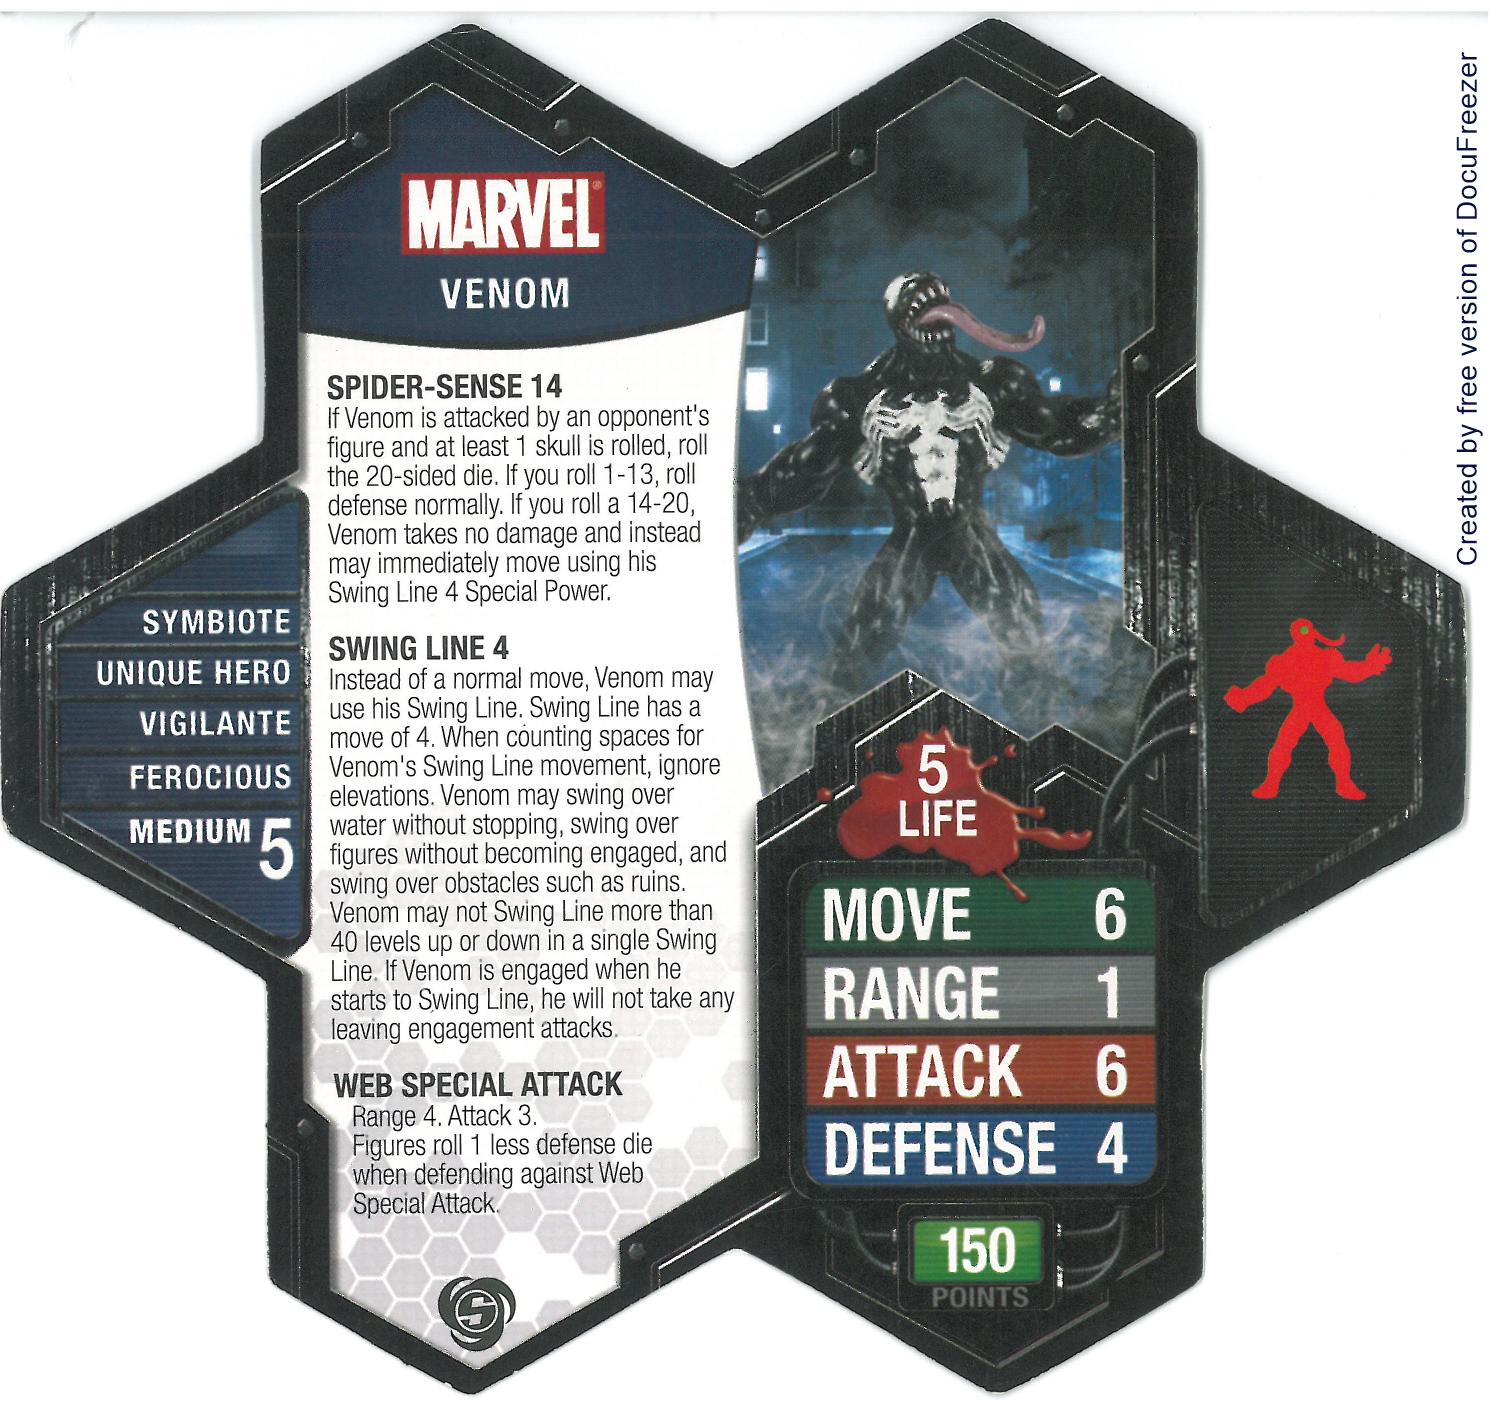 MARVEL®
VENOM
SPIDER-SENSE 14
If Venom is attacked by an opponent's
figure and at least 1 skull is rolled, roll
the 20-sided die. If you roll 1-13, roll
defense normally. If you roll a 14-20,
Venom takes no damage and instead
may immediately move using his
Swing Line 4 Special Power.
SWING LINE 4
Instead of a normal move, Venom may
use his Swing Line. Swing Line has a
move of 4. When counting spaces for
Venom's Swing Line movement, ignore
elevations. Venom may swing over
water without stopping, swing over
figures without becoming engaged, and
swing over obstacles such as ruins.
Venom may not Swing Line more than
40 levels up or down in a single Swing
Line. If Venom is engaged when he
starts to Swing Line, he will not take any
leaving engagement attacks.
WEB SPECIAL ATTACK
Range 4. Attack 3.
Figures roll 1 less defense die
when defending against Web
Special Attack.
S
SYMBIOTE
UNIQUE HERO
VIGILANTE
FEROCIOUS
MEDIUM 5
5
LIFE
MOVE 6
RANGE 1
ATTACK 6
DEFENSE 4
150
POINTS
Created by free version of DocuFreezer